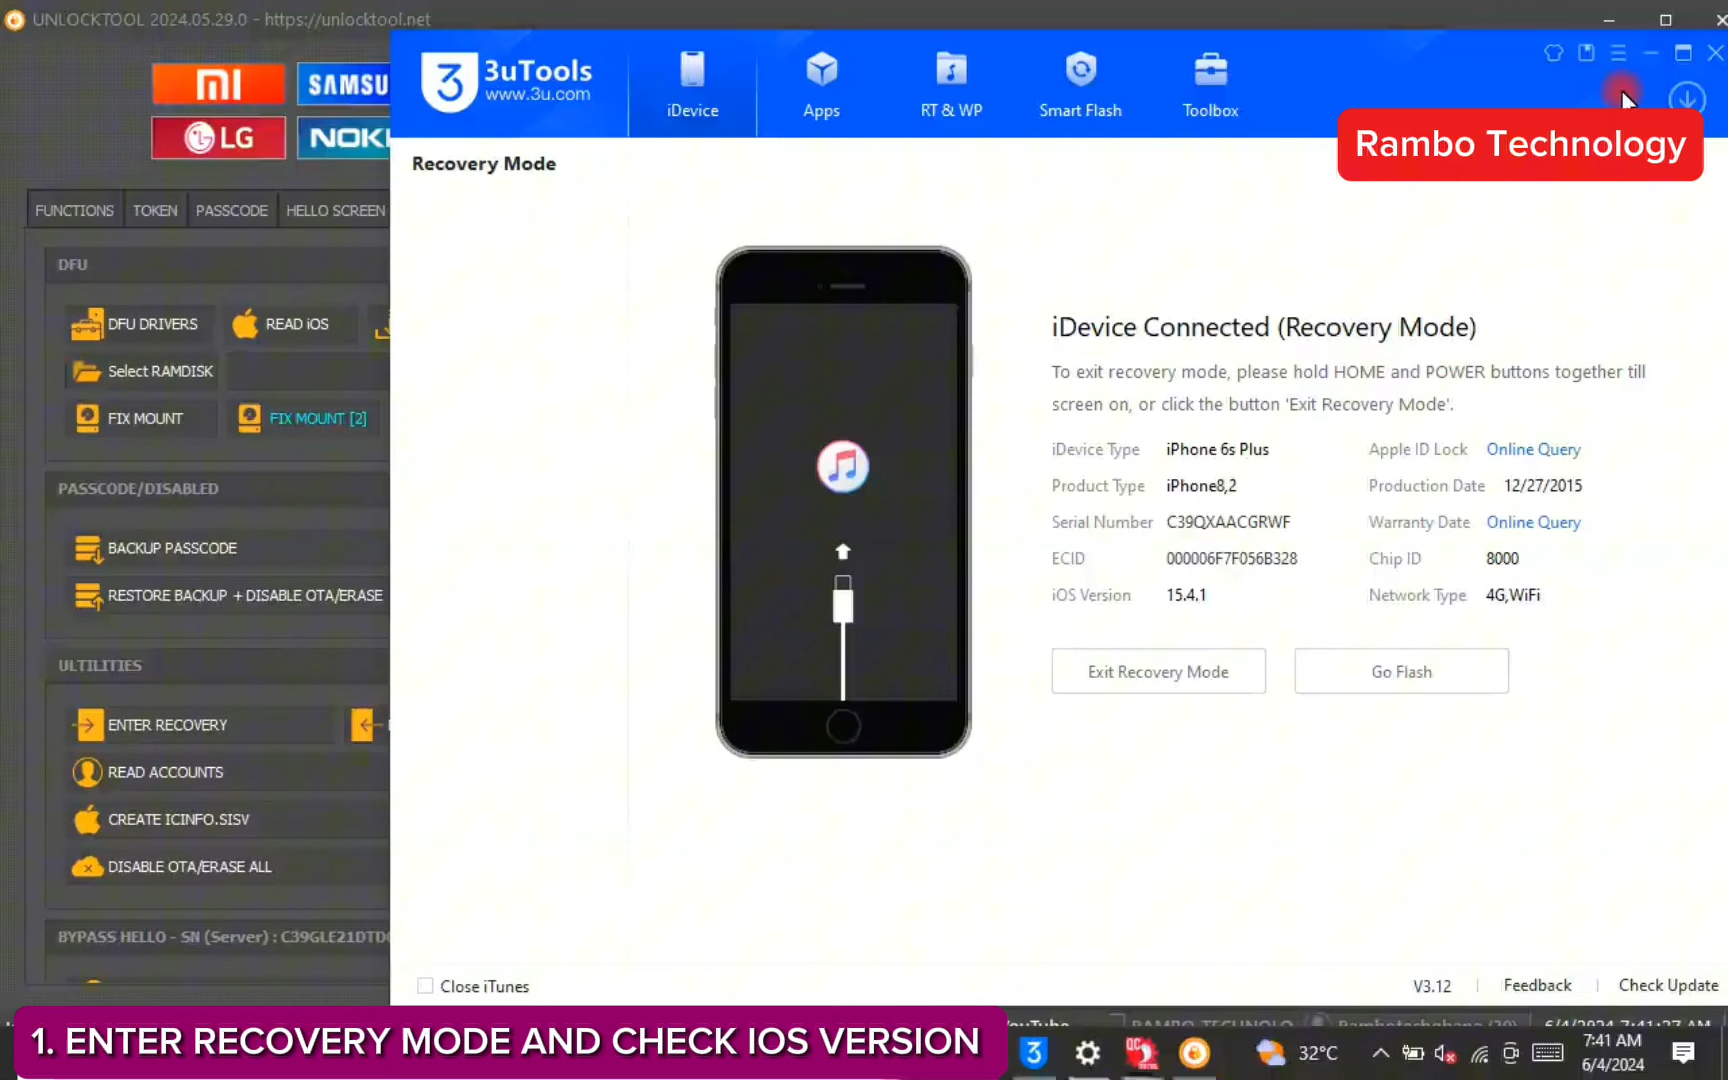 UNLOCKTOOL 2024.05.29.0 - https://unlocktool.net
mi
SAMSU
LG
NOK
3
3uTools
www.3u.com
iDevice
Apps
RT & WP
Smart Flash
Toolbox
Rambo Technology
Recovery Mode
FUNCTIONS
TOKEN
PASSCODE
HELLO SCREEN
DFU
DFU DRIVERS
READ iOS
Select RAMDISK
FIX MOUNT
FIX MOUNT [2]
PASSCODE/DISABLED
BACKUP PASSCODE
RESTORE BACKUP + DISABLE OTA/ERASE
ULTILITIES
ENTER RECOVERY
READ ACCOUNTS
CREATE ICINFO.SISV
DISABLE OTA/ERASE ALL
BYPASS HELLO - SN (Server) : C39GLE21DTD
iDevice Connected (Recovery Mode)
To exit recovery mode, please hold HOME and POWER buttons together till
screen on, or click the button 'Exit Recovery Mode'.
iDevice Type iPhone 6s Plus Apple ID Lock Online Query
Product Type iPhone8,2 Production Date 12/27/2015
Serial Number C39QXAACGRWF Warranty Date Online Query
ECID 000006F7F056B328 Chip ID 8000
iOS Version 15.4.1 Network Type 4G,WiFi
Exit Recovery Mode
Go Flash
Close iTunes
V3.12
Feedback
Check Update
1. ENTER RECOVERY MODE AND CHECK IOS VERSION
3
32°C
7:41 AM
6/4/2024